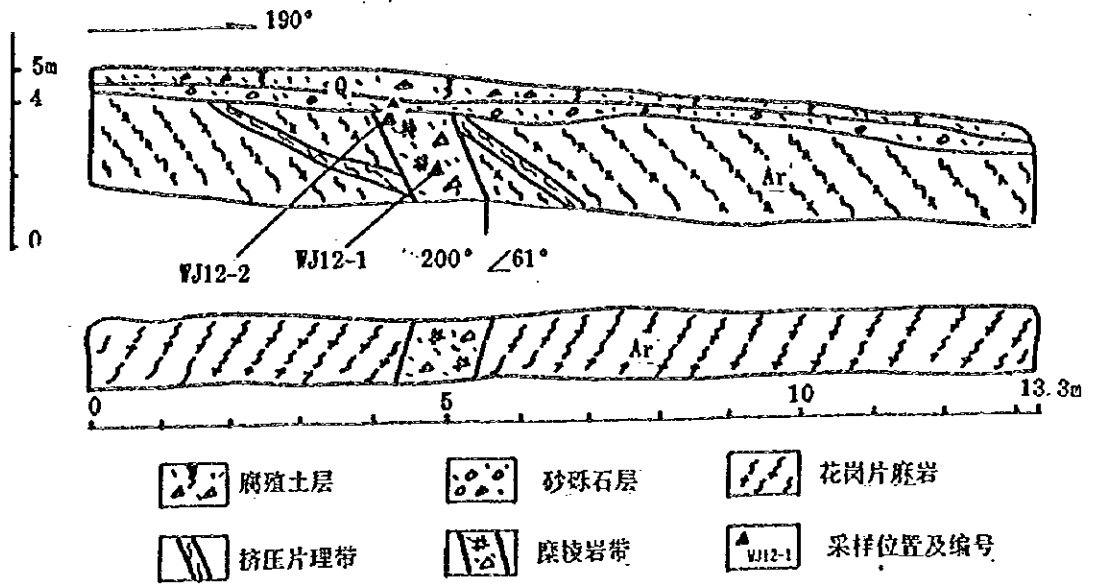 190°
5m
4
0
Q
Ar
WJ12-2
WJ12-1
200° ∠61°
Ar
0
5
10
13.3m
腐殖土层
砂砾石层
花岗片麻岩
挤压片理带
糜棱岩带
WJ12-1
采样位置及编号